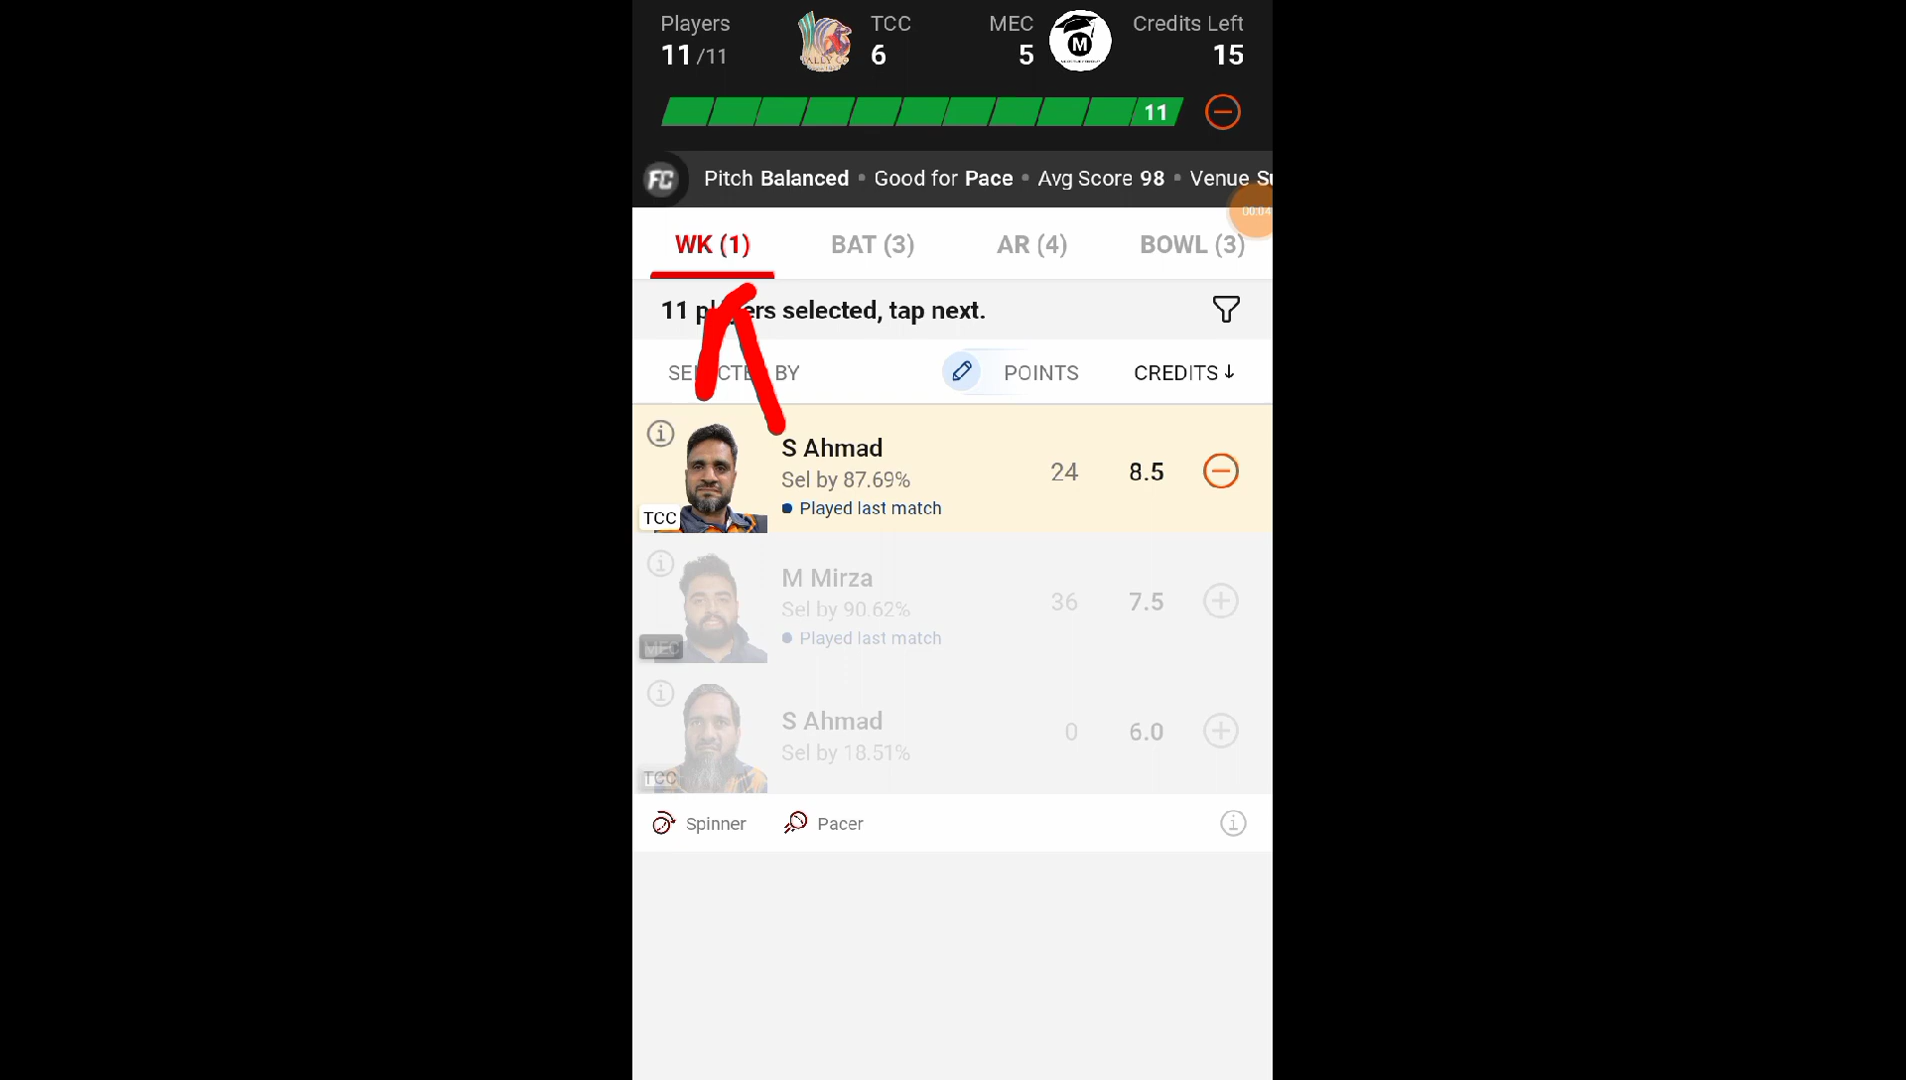 Players TCC MEC Credits Left
11/11 6 5 15
11
FC Pitch Balanced • Good for Pace • Avg Score 98 • Venue
00:04
WK (1) BAT (3) AR (4) BOWL (3)
11 players selected, tap next.
SELECTED BY POINTS CREDITS↓
S Ahmad
Sel by 87.69% 24 8.5
TCC Played last match
M Mirza
Sel by 90.62% 36 7.5
MEC Played last match
S Ahmad
Sel by 18.51% 0 6.0
TCC
Spinner Pacer